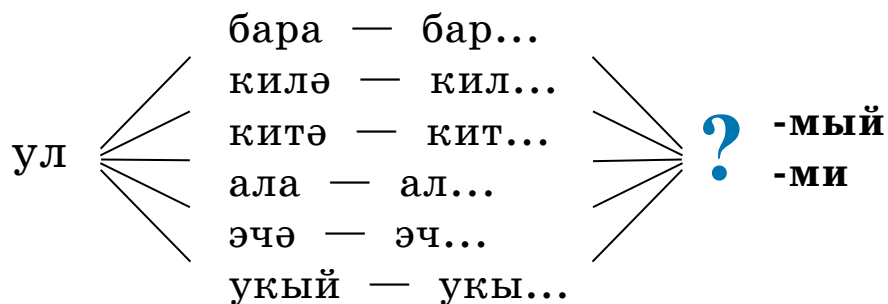 бара — бар...
килә — кил...
китә — кит...
ул
ала — ал...
эчә — эч...
укый — укы...
?
-мый
-ми